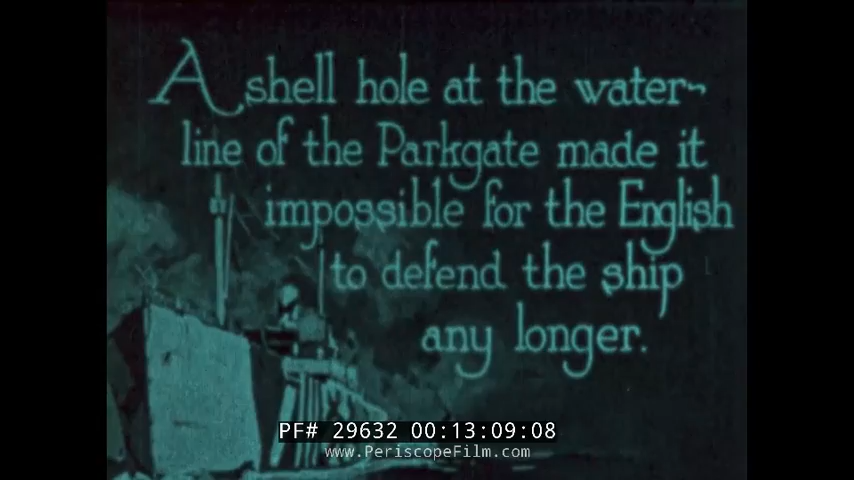 A shell hole at the water~
line of the Parkgate made it
impossible for the English
to defend the ship
any longer.
PF# 29632 00:13:09:08
www.PeriscopeFilm.com